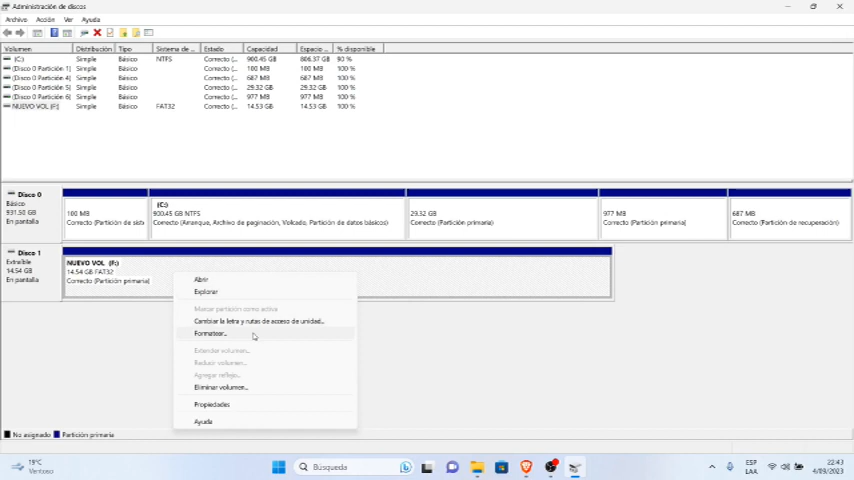 Administración de discos
Archivo Acción Ver Ayuda
Volumen Distribución Tipo Sistema de ... Estado Capacidad Espacio ... % disponible
(C:) Simple Básico NTFS Correcto (... 900.45 GB 806.37 GB 90 %
(Disco 0 Partición 1) Simple Básico Correcto (... 100 MB 100 MB 100 %
(Disco 0 Partición 4) Simple Básico Correcto (... 687 MB 687 MB 100 %
(Disco 0 Partición 5) Simple Básico Correcto (... 29.32 GB 29.32 GB 100 %
(Disco 0 Partición 6) Simple Básico Correcto (... 977 MB 977 MB 100 %
NUEVO VOL (F:) Simple Básico FAT32 Correcto (... 14.53 GB 14.53 GB 100 %
Disco 0
Básico
931.50 GB
En pantalla
100 MB
Correcto (Partición de sist
(C:)
900.45 GB NTFS
Correcto (Arranque, Archivo de paginación, Volcado, Partición de datos básicos)
29.32 GB
Correcto (Partición primaria)
977 MB
Correcto (Partición primaria(
687 MB
Correcto (Partición de recuperación)
Disco 1
Extraíble
14.54 GB
En pantalla
NUEVO VOL (F:)
14.54 GB FAT32
Correcto (Partición primaria(
Abrir
Explorar
Marcar partición como activa
Cambiar la letra y rutas de acceso de unidad...
Formatear...
Extender volumen...
Reducir volumen...
Agregar reflejo...
Eliminar volumen...
Propiedades
Ayuda
No asignado Partición primaria
19°C
Ventoso
Búsqueda
ESP
LAA
22:43
4/09/2023